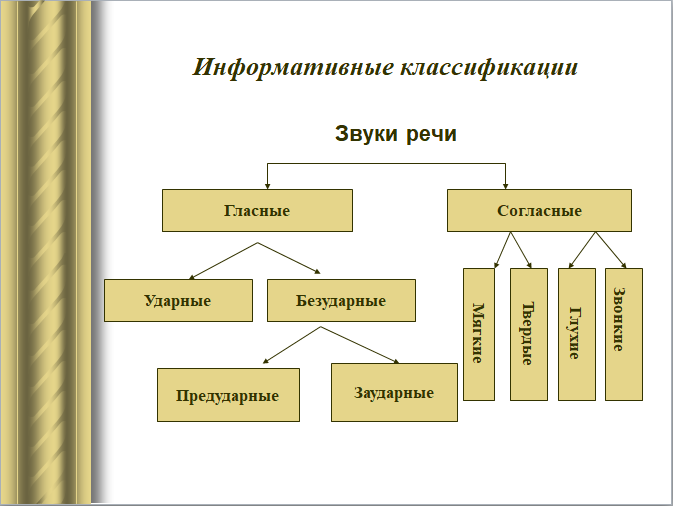 Информативные классификации
Звуки речи
Гласные
Согласные
Ударные
Безударные
Мягкие
Твердые
Глухие
Звонкие
Предударные
Заударные